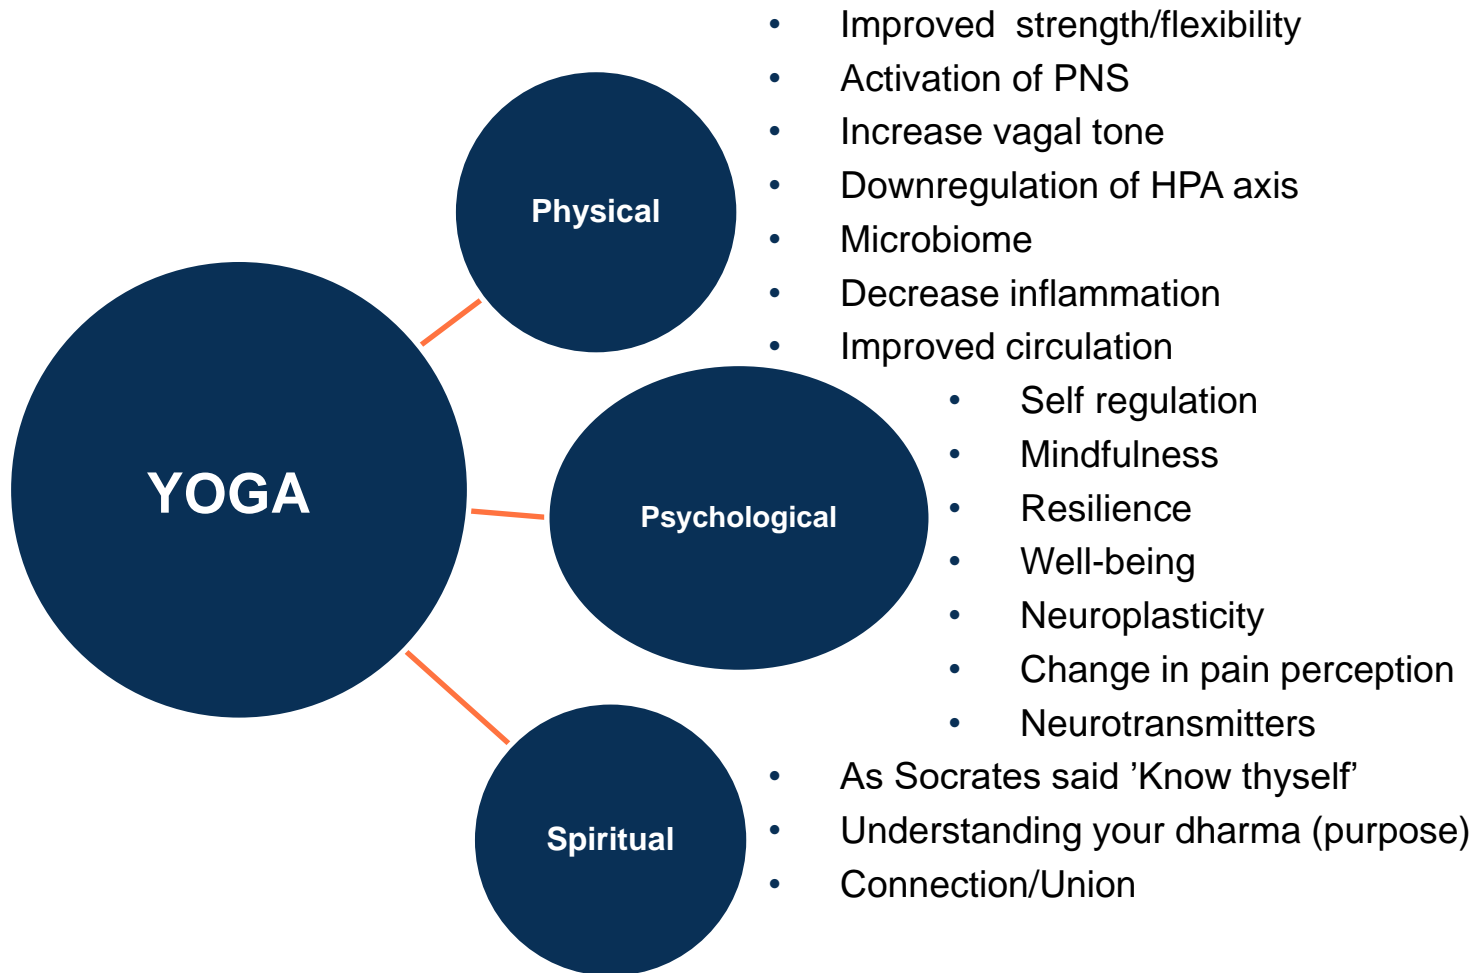 YOGA
Physical
• Improved strength/flexibility
• Activation of PNS
• Increase vagal tone
• Downregulation of HPA axis
• Microbiome
• Decrease inflammation
• Improved circulation
Psychological
• Self regulation
• Mindfulness
• Resilience
• Well-being
• Neuroplasticity
• Change in pain perception
• Neurotransmitters
Spiritual
• As Socrates said ’Know thyself’
• Understanding your dharma (purpose)
• Connection/Union